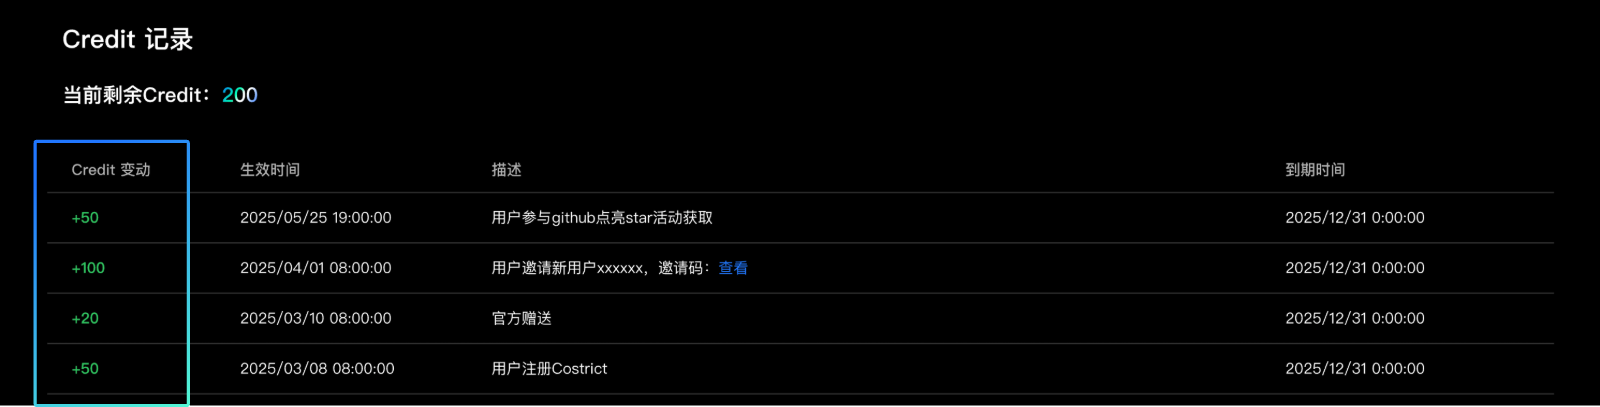 Credit 记录
当前剩余Credit：200
Credit 变动 生效时间 描述 到期时间
+50 2025/05/25 19:00:00 用户参与github点亮star活动获取 2025/12/31 0:00:00
+100 2025/04/01 08:00:00 用户邀请新用户xxxxxx，邀请码：查看 2025/12/31 0:00:00
+20 2025/03/10 08:00:00 官方赠送 2025/12/31 0:00:00
+50 2025/03/08 08:00:00 用户注册Costrict 2025/12/31 0:00:00